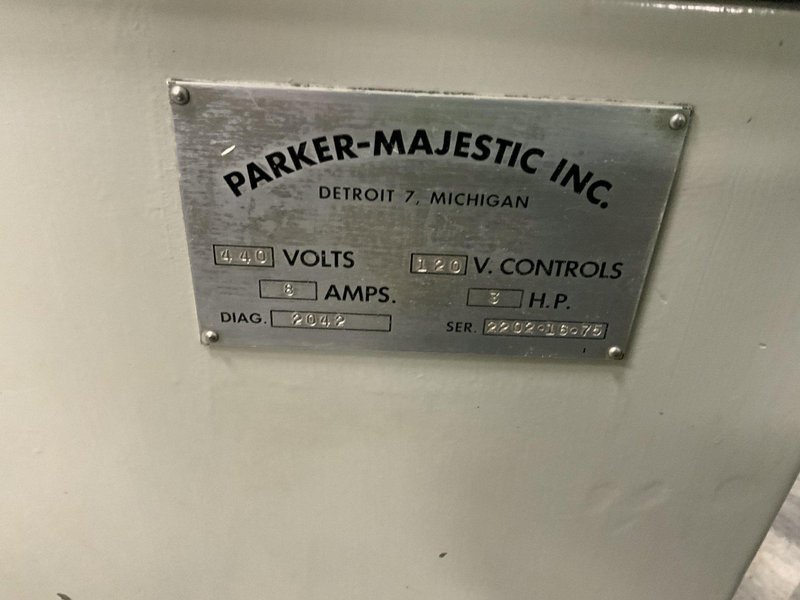 PARKER-MAJESTIC INC.
DETROIT 7, MICHIGAN
440 VOLTS 120 V. CONTROLS
8 AMPS. 3 H.P.
DIAG. 2042 SER. 2202-16-75